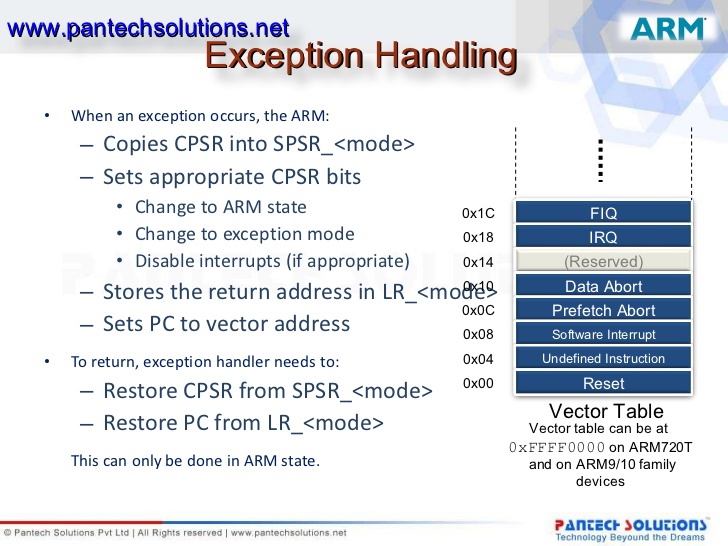 www.pantechsolutions.net
ARM
Exception Handling
• When an exception occurs, the ARM:
– Copies CPSR into SPSR_<mode>
– Sets appropriate CPSR bits
• Change to ARM state
• Change to exception mode
• Disable interrupts (if appropriate)
– Stores the return address in LR_<mode>
– Sets PC to vector address
• To return, exception handler needs to:
– Restore CPSR from SPSR_<mode>
– Restore PC from LR_<mode>
This can only be done in ARM state.
0x1C FIQ
0x18 IRQ
0x14 (Reserved)
0x10 Data Abort
0x0C Prefetch Abort
0x08 Software Interrupt
0x04 Undefined Instruction
0x00 Reset
Vector Table
Vector table can be at
0xFFFF0000 on ARM720T
and on ARM9/10 family
devices
© Pantech Solutions Pvt Ltd | All Rights reserved | www.pantechsolutions.net
PANTECH SOLUTIONS
Technology Beyond the Dreams